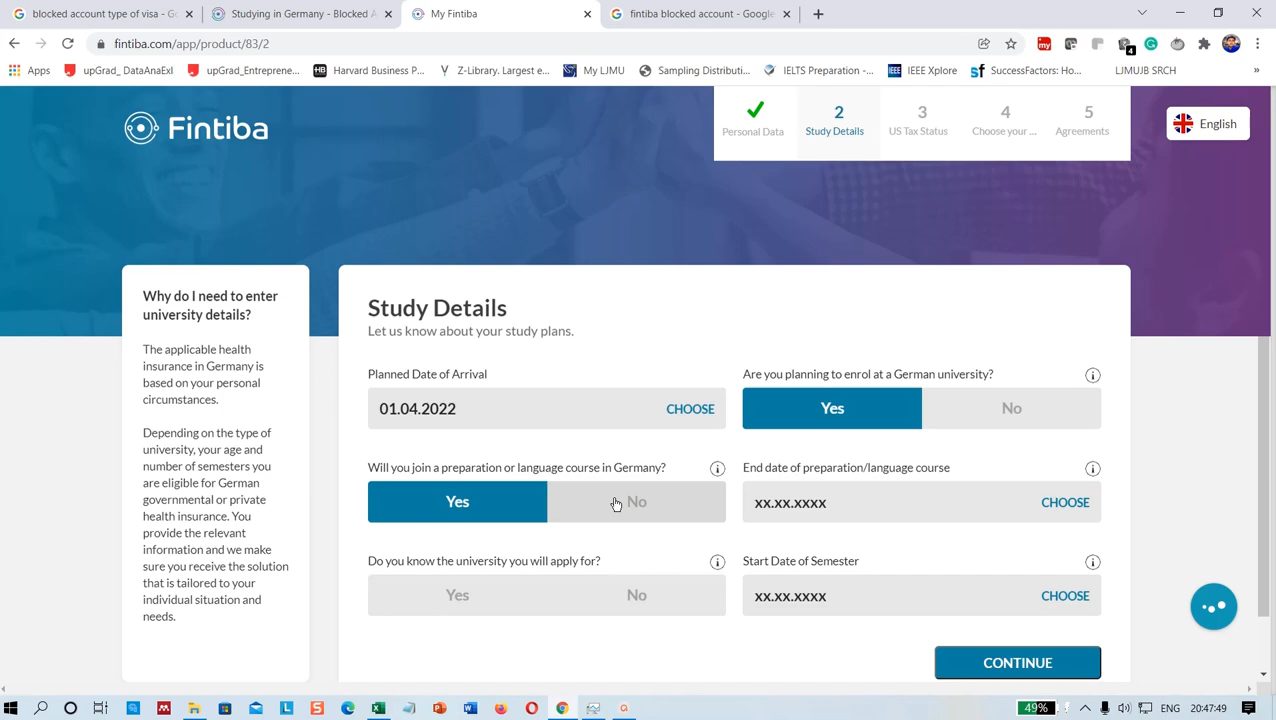 blocked account type of visa - Go
Studying in Germany - Blocked A
My Fintiba
fintiba blocked account - Google
fintiba.com/app/product/83/2
my
4
Apps
upGrad_ DataAnaExl
upGrad_Entreprene...
HB
Harvard Business P...
Y
Z-Library. Largest e...
My LJMU
Sampling Distributi...
IELTS Preparation -...
IEEE
IEEE Xplore
sf
SuccessFactors: Ho...
LJMUJB SRCH
»
Fintiba
Personal Data
2
Study Details
3
US Tax Status
4
Choose your ...
5
Agreements
English
Why do I need to enter
university details?
The applicable health
insurance in Germany is
based on your personal
circumstances.
Depending on the type of
university, your age and
number of semesters you
are eligible for German
governmental or private
health insurance. You
provide the relevant
information and we make
sure you receive the solution
that is tailored to your
individual situation and
needs.
Study Details
Let us know about your study plans.
Planned Date of Arrival
01.04.2022
CHOOSE
Are you planning to enrol at a German university?
Yes
No
Will you join a preparation or language course in Germany?
Yes
No
End date of preparation/language course
xx.xx.xxxx
CHOOSE
Do you know the university you will apply for?
Yes
No
Start Date of Semester
xx.xx.xxxx
CHOOSE
CONTINUE
49%
ENG
20:47:49